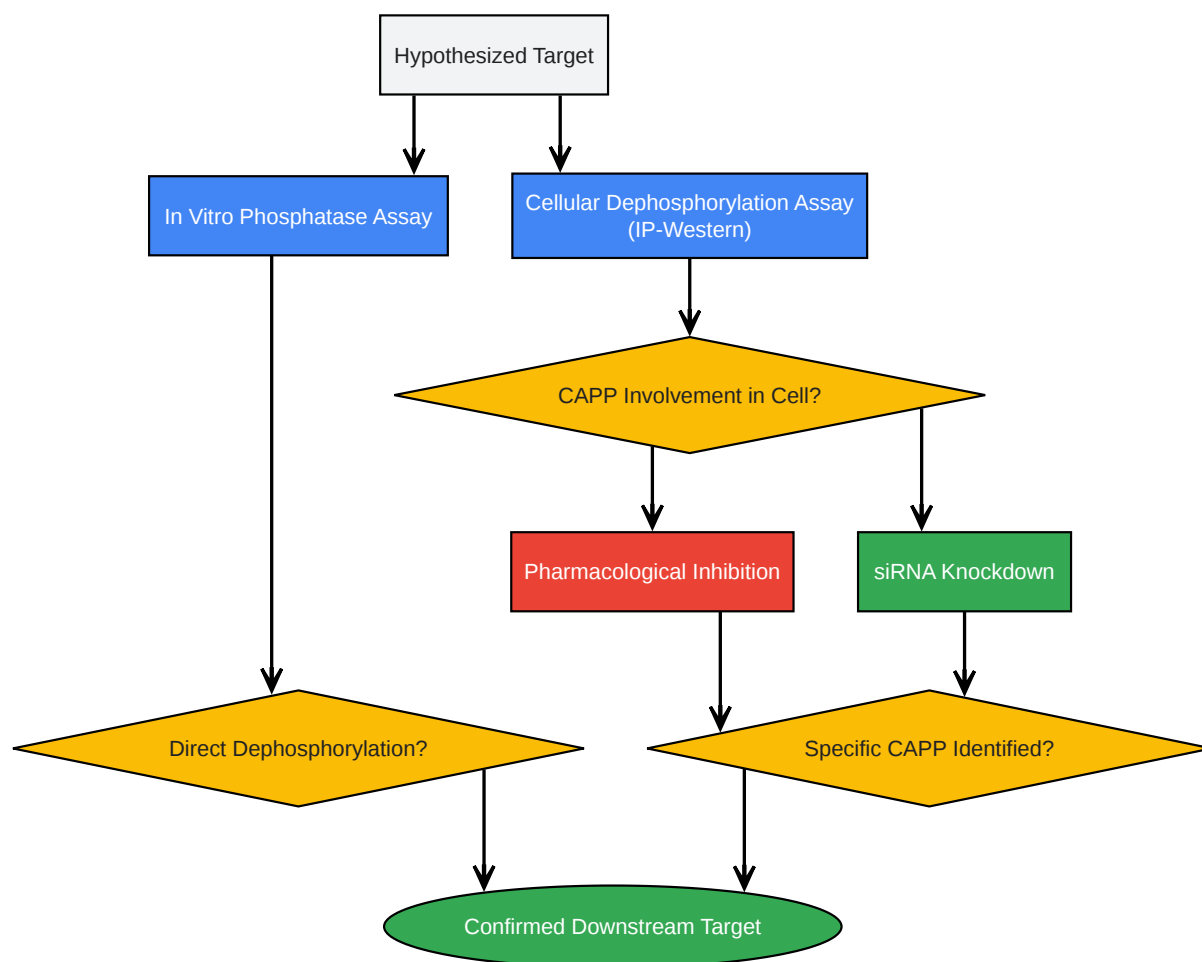 Hypothesized Target
In Vitro Phosphatase Assay
Cellular Dephosphorylation Assay
(IP-Western)
CAPP Involvement in Cell?
Pharmacological Inhibition
siRNA Knockdown
Direct Dephosphorylation?
Specific CAPP Identified?
Confirmed Downstream Target